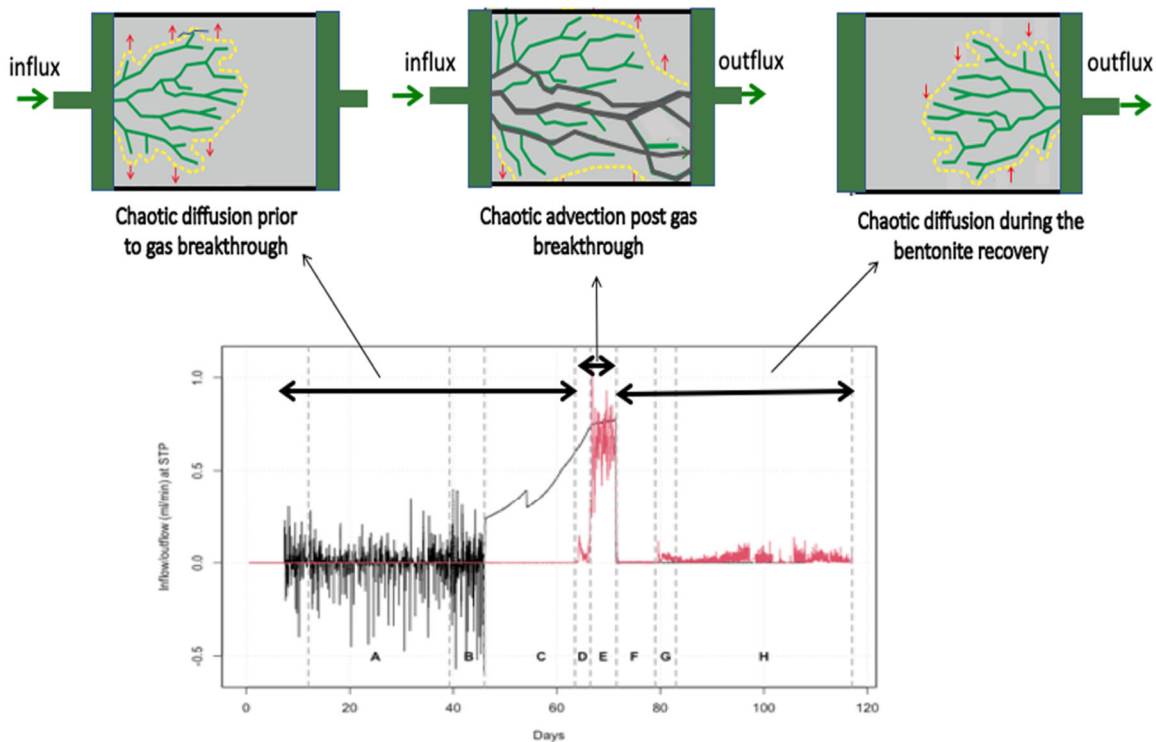 influx
influx
outflux
outflux
Chaotic diffusion prior
to gas breakthrough
Chaotic advection post gas
breakthrough
Chaotic diffusion during the
bentonite recovery
Inflow/outflow (ml/min) at STP
1.0
0.5
0.0
-0.5
A
B
C
D
E
F
G
H
0
20
40
60
80
100
120
Days